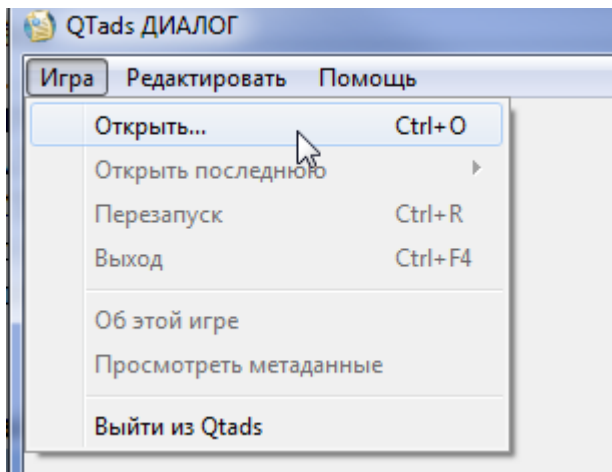 QTads ДИАЛОГ
Игра Редактировать Помощь
Открыть... Ctrl+O
Открыть последнюю
Перезапуск Ctrl+R
Выход Ctrl+F4
Об этой игре
Просмотреть метаданные
Выйти из Qtads